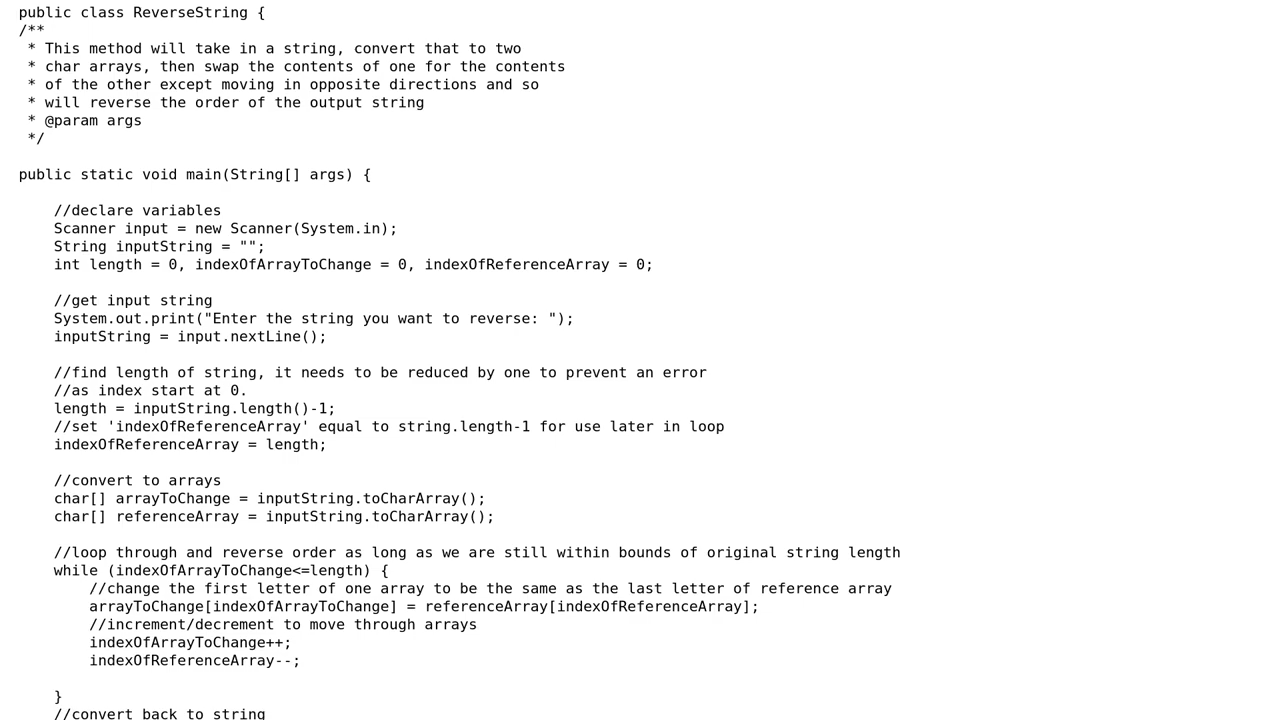 public class ReverseString {
/**
 * This method will take in a string, convert that to two
 * char arrays, then swap the contents of one for the contents
 * of the other except moving in opposite directions and so
 * will reverse the order of the output string
 * @param args
 */

public static void main(String[] args) {

    //declare variables
    Scanner input = new Scanner(System.in);
    String inputString = "";
    int length = 0, indexOfArrayToChange = 0, indexOfReferenceArray = 0;

    //get input string
    System.out.print("Enter the string you want to reverse: ");
    inputString = input.nextLine();

    //find length of string, it needs to be reduced by one to prevent an error
    //as index start at 0.
    length = inputString.length()-1;
    //set 'indexOfReferenceArray' equal to string.length-1 for use later in loop
    indexOfReferenceArray = length;

    //convert to arrays
    char[] arrayToChange = inputString.toCharArray();
    char[] referenceArray = inputString.toCharArray();

    //loop through and reverse order as long as we are still within bounds of original string length
    while (indexOfArrayToChange<=length) {
        //change the first letter of one array to be the same as the last letter of reference array
        arrayToChange[indexOfArrayToChange] = referenceArray[indexOfReferenceArray];
        //increment/decrement to move through arrays
        indexOfArrayToChange++;
        indexOfReferenceArray--;

    }
    //convert back to string